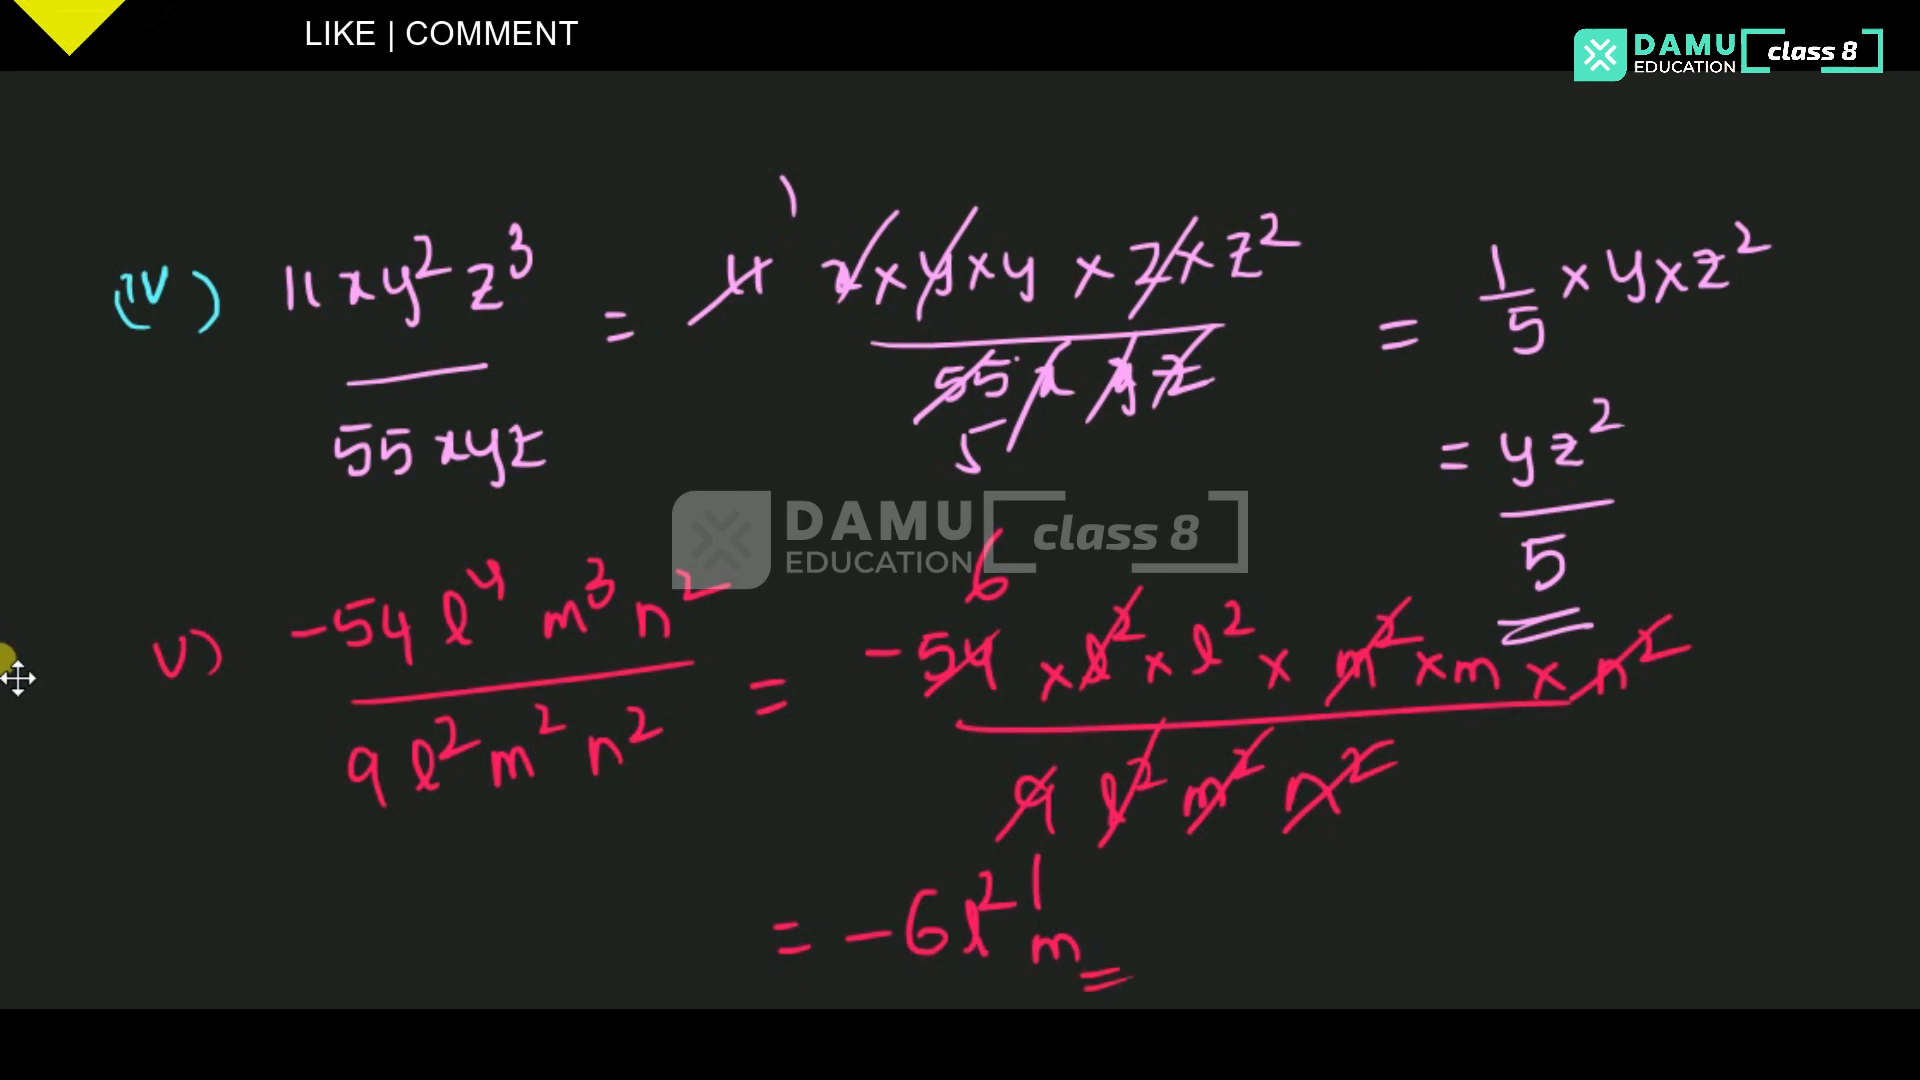 LIKE | COMMENT
DAMU EDUCATION class 8
(iv) 11xy²z³ / 55xyz = 11 x × y × y × z × z² / 55 x y z = 1/5 × y × z²
1
5
= yz² / 5
DAMU EDUCATION class 8
v) -54 l⁴ m³ n² / 9 l² m² n² = -54 × l² × l² × m² × m × n² / 9 l² m² n²
6
1
= -6 l² m